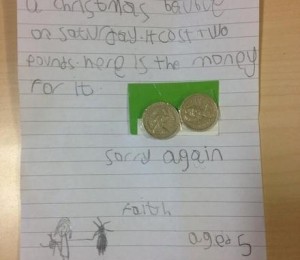 a christmas bauble
on saturday. it cost two
pounds. here is the money
for it.
sorry again
faith
aged 5